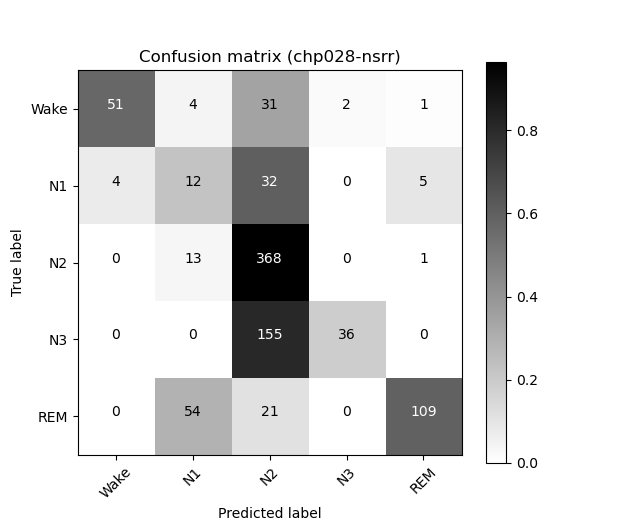 Confusion matrix (chp028-nsrr)
Wake 51 4 31 2 1
N1 4 12 32 0 5
N2 0 13 368 0 1
N3 0 0 155 36 0
REM 0 54 21 0 109
Wake N1 N2 N3 REM
True label
Predicted label
0.8
0.6
0.4
0.2
0.0